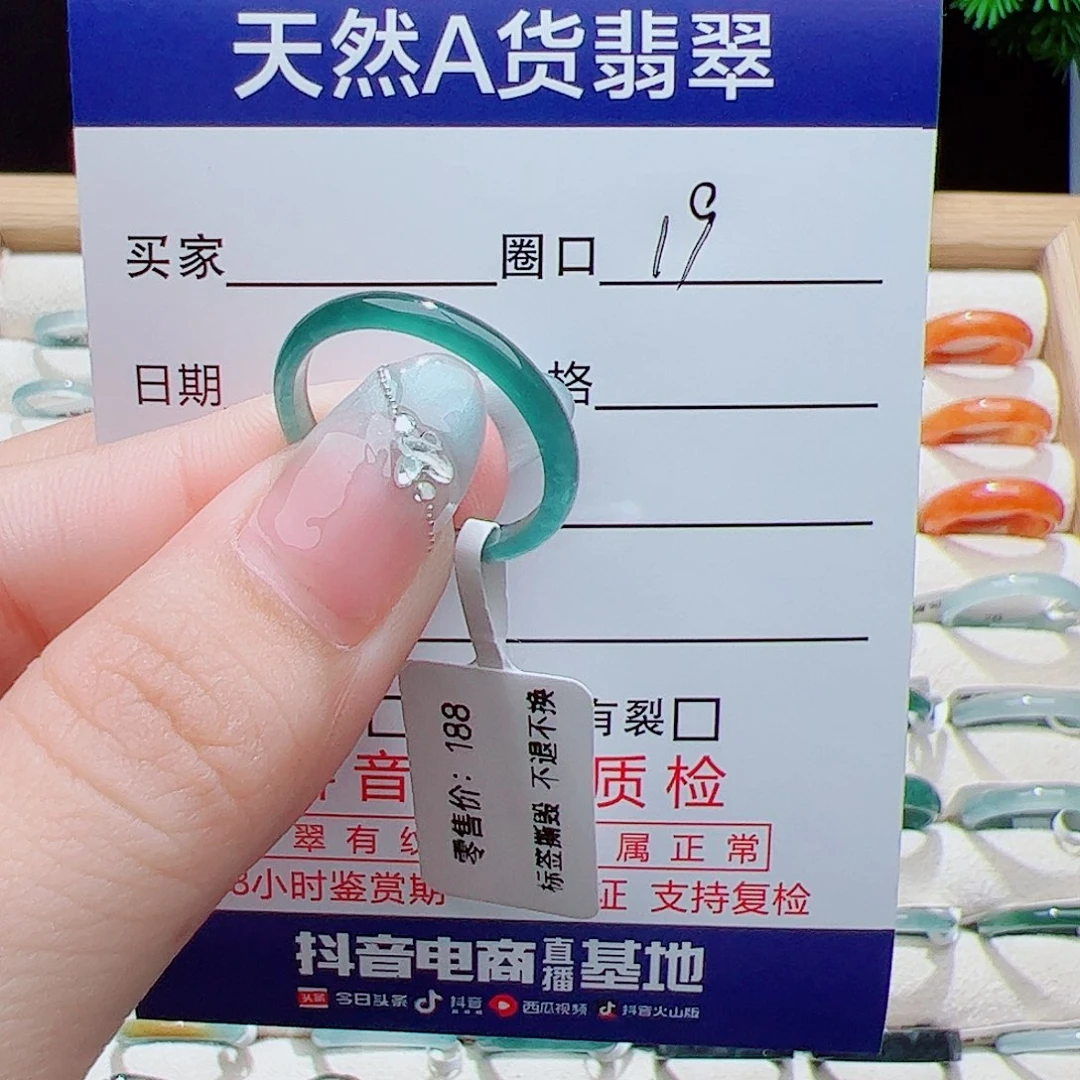 天然A货翡翠
买家 圈口 19
日期 格
有裂
音 质检
翠有纹 属正常
8小时鉴赏期 证 支持复检
零售价：188
标签撕毁 不退不换
抖音电商直播基地
头条 今日头条 抖音 西瓜视频 抖音火山版